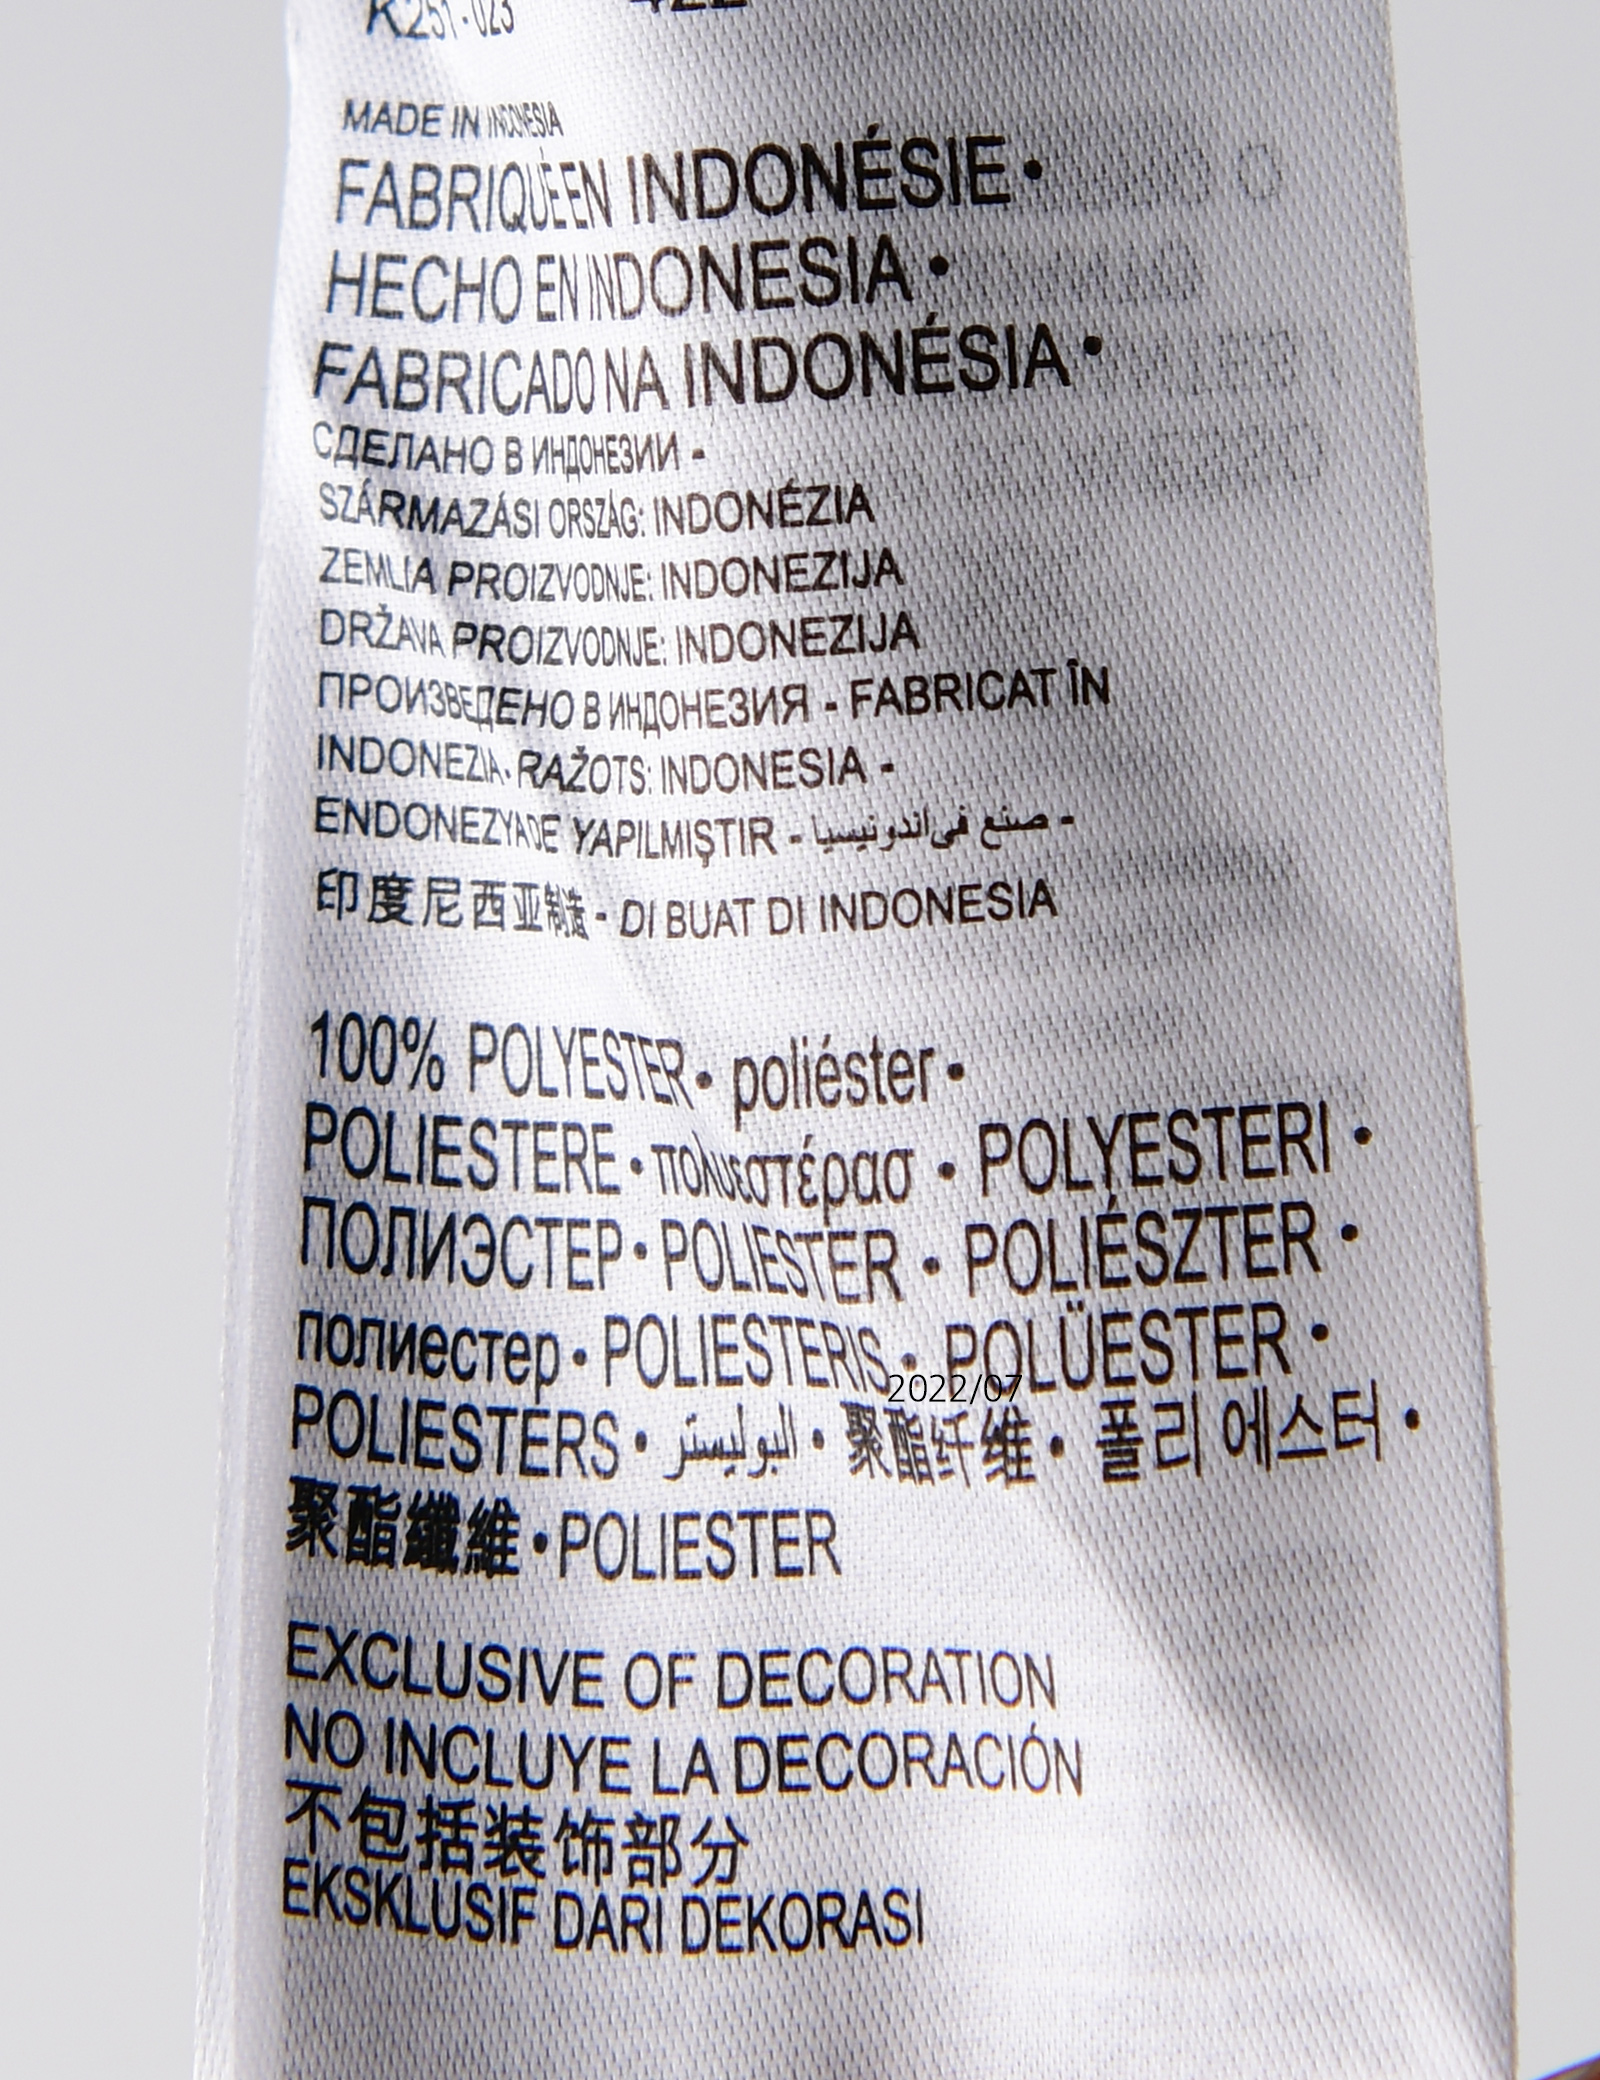 K251-023
MADE IN INDONESIA
FABRIQUÉ EN INDONÉSIE •
HECHO EN INDONESIA •
FABRICADO NA INDONÉSIA •
СДЕЛАНО В ИНДОНЕЗИИ -
SZÁRMAZÁSI ORSZÁG: INDONÉZIA
ZEMLJA PROIZVODNJE: INDONEZIJA
DRŽAVA PROIZVODNJE: INDONEZIJA
ПРОИЗВЕДЕНО В ИНДОНЕЗИЯ - FABRICAT ÎN
INDONEZIA - RAŽOTS: INDONESIA -
ENDONEZYADE YAPILMIŞTIR - صنع في اندونيسيا -
印度尼西亚制造 - DI BUAT DI INDONESIA
100% POLYESTER • poliéster •
POLIESTERE • πολυεστέρασ • POLYESTERI •
ПОЛИЭСТЕР • POLIESTER • POLIÉSZTER •
полиестер • POLIESTERIS • POLÜESTER •
2022/07
POLIESTERS • البوليستر • 聚酯纤维 • 폴리 에스터 •
聚酯纖維 • POLIESTER
EXCLUSIVE OF DECORATION
NO INCLUYE LA DECORACIÓN
不包括装饰部分
EKSKLUSIF DARI DEKORASI